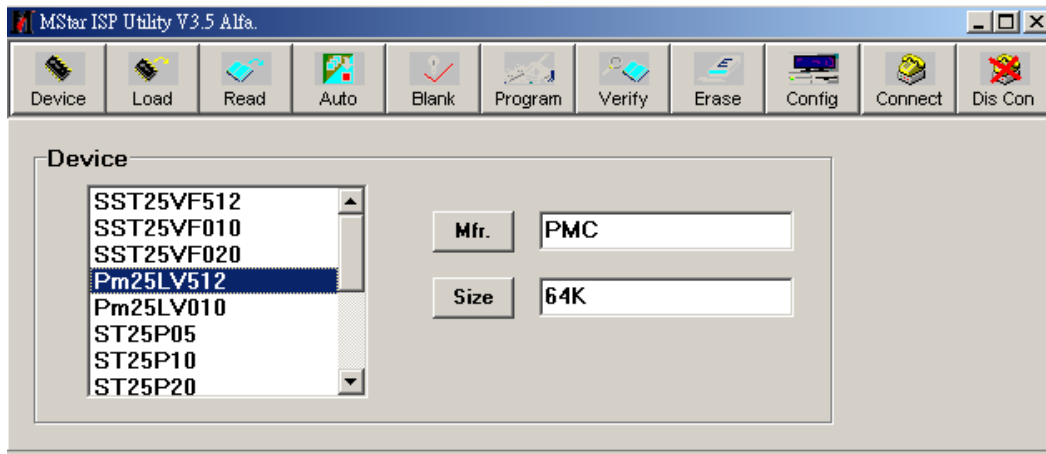 MStar ISP Utility V3.5 Alfa.
Device Load Read Auto Blank Program Verify Erase Config Connect Dis Con
Device
SST25VF512
SST25VF010
SST25VF020
Pm25LV512
Pm25LV010
ST25P05
ST25P10
ST25P20
Mfr. PMC
Size 64K